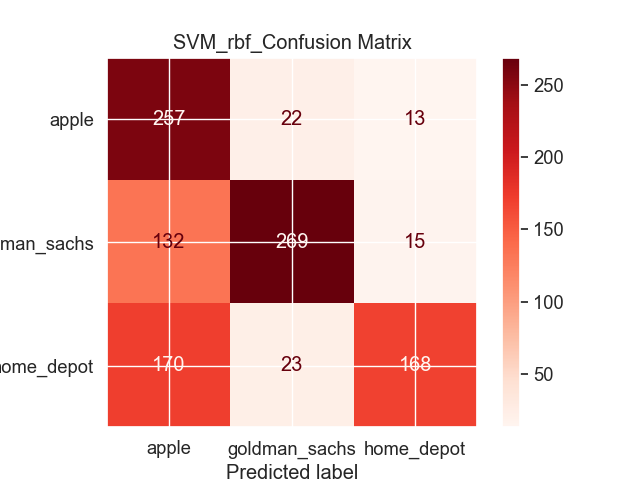 SVM_rbf_Confusion Matrix
apple 257 22 13
man_sachs 132 269 15
ome_depot 170 23 168
apple goldman_sachs home_depot
Predicted label
250
200
150
100
50